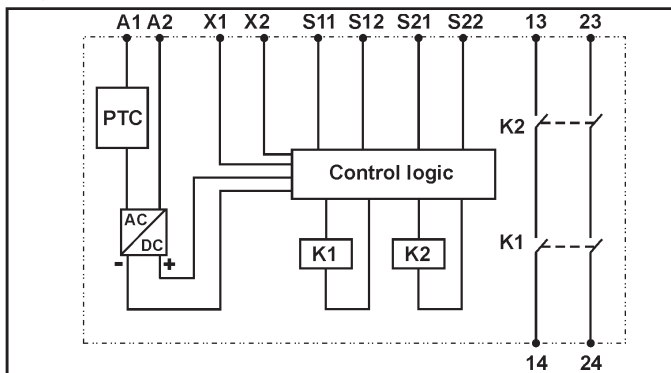 A1 A2 X1 X2 S11 S12 S21 S22 13 23
PTC
K2
Control logic
AC
DC
K1
K1 K2
- +
14 24